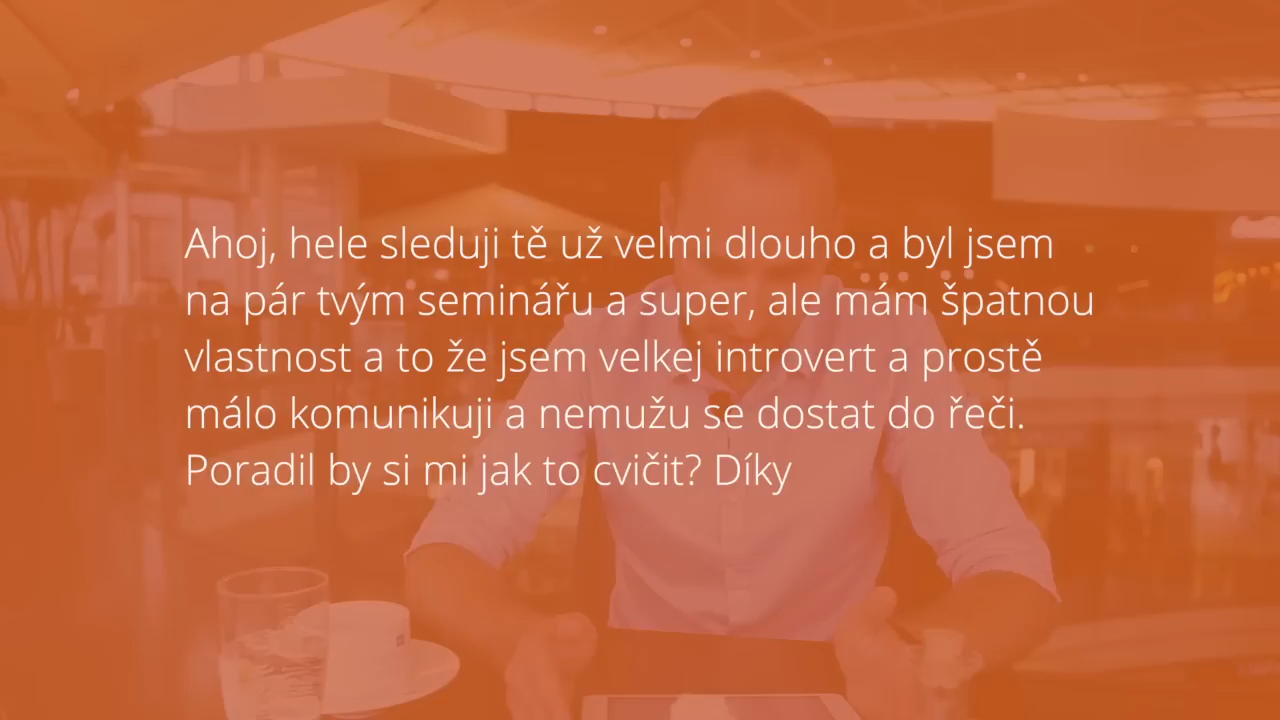 Ahoj, hele sleduji tě už velmi dlouho a byl jsem
na pár tvým seminářu a super, ale mám špatnou
vlastnost a to že jsem velkej introvert a prostě
málo komunikuji a nemužu se dostat do řeči.
Poradil by si mi jak to cvičit? Díky